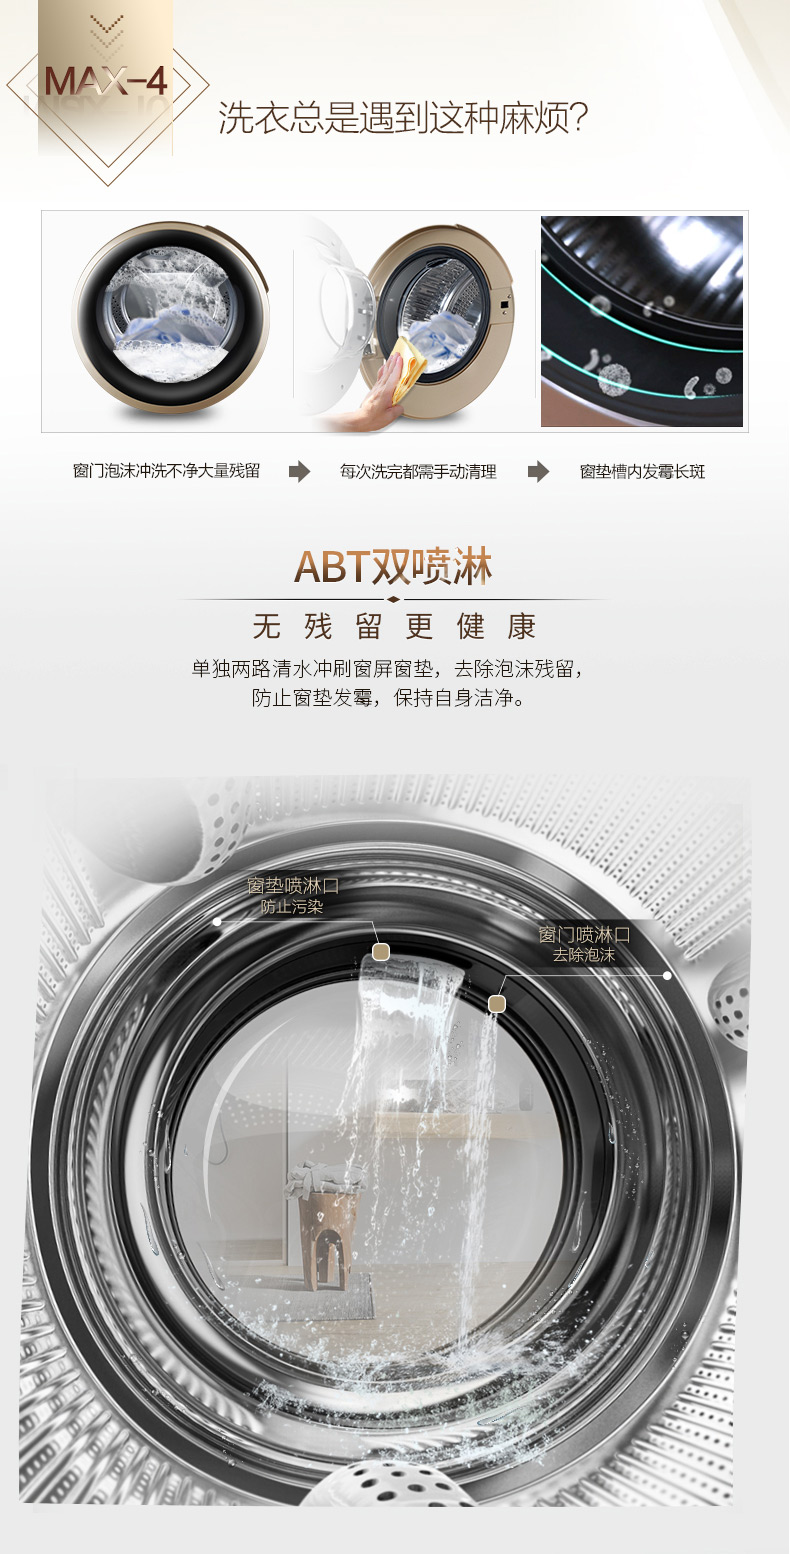 MAX-4
洗衣总是遇到这种麻烦?
窗门泡沫冲洗不净大量残留
每次洗完都需手动清理
窗垫槽内发霉长斑
ABT双喷淋
无残留更健康
单独两路清水冲刷窗屏窗垫，去除泡沫残留，
防止窗垫发霉，保持自身洁净。
窗垫喷淋口
防止污染
窗门喷淋口
去除泡沫